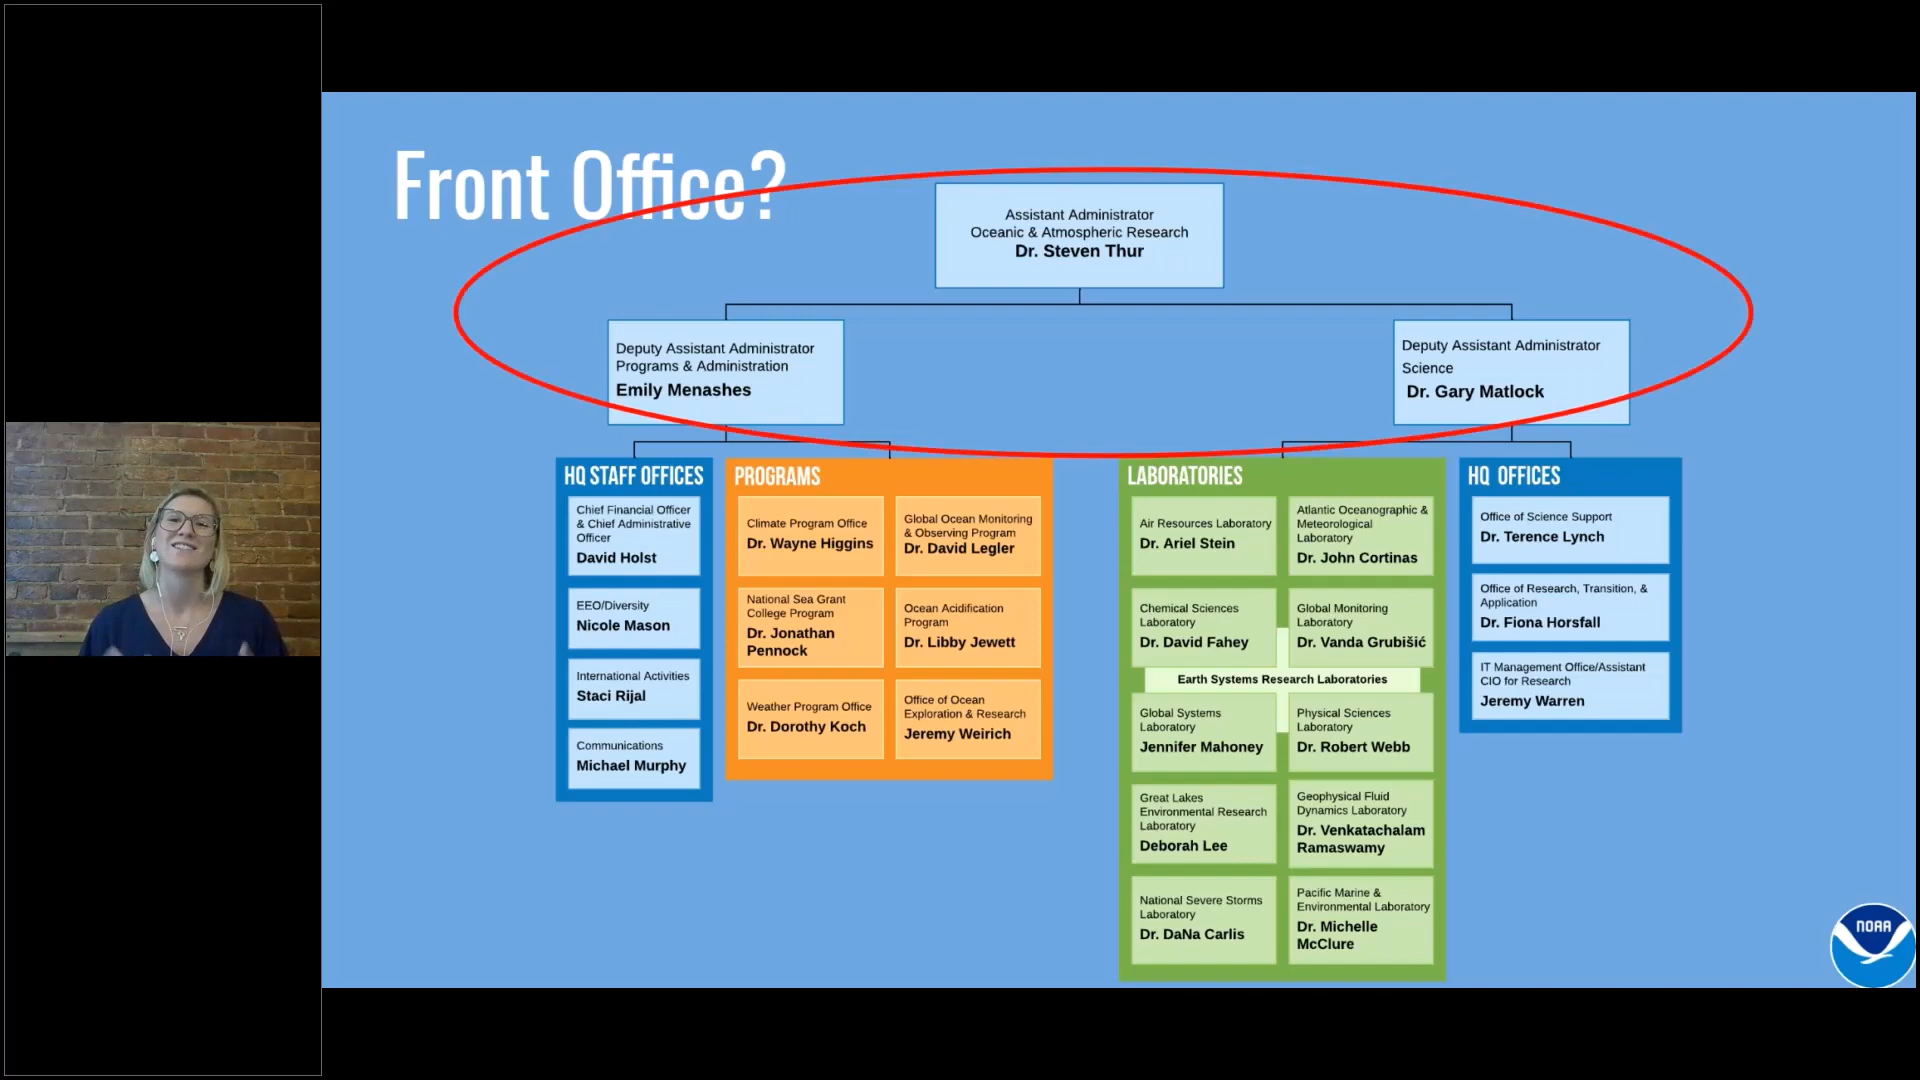 Front Office?
Assistant Administrator
Oceanic & Atmospheric Research
Dr. Steven Thur
Deputy Assistant Administrator
Programs & Administration
Emily Menashes
Deputy Assistant Administrator
Science
Dr. Gary Matlock
HQ STAFF OFFICES
Chief Financial Officer
& Chief Administrative
Officer
David Holst
EEO/Diversity
Nicole Mason
International Activities
Staci Rijal
Communications
Michael Murphy
PROGRAMS
Climate Program Office
Dr. Wayne Higgins
Global Ocean Monitoring
& Observing Program
Dr. David Legler
National Sea Grant
College Program
Dr. Jonathan
Pennock
Ocean Acidification
Program
Dr. Libby Jewett
Weather Program Office
Dr. Dorothy Koch
Office of Ocean
Exploration & Research
Jeremy Weirich
LABORATORIES
Air Resources Laboratory
Dr. Ariel Stein
Atlantic Oceanographic &
Meteorological
Laboratory
Dr. John Cortinas
Chemical Sciences
Laboratory
Dr. David Fahey
Global Monitoring
Laboratory
Dr. Vanda Grubišić
Earth Systems Research Laboratories
Global Systems
Laboratory
Jennifer Mahoney
Physical Sciences
Laboratory
Dr. Robert Webb
Great Lakes
Environmental Research
Laboratory
Deborah Lee
Geophysical Fluid
Dynamics Laboratory
Dr. Venkatachalam
Ramaswamy
National Severe Storms
Laboratory
Dr. DaNa Carlis
Pacific Marine &
Environmental Laboratory
Dr. Michelle
McClure
HQ OFFICES
Office of Science Support
Dr. Terence Lynch
Office of Research, Transition, &
Application
Dr. Fiona Horsfall
IT Management Office/Assistant
CIO for Research
Jeremy Warren
NOAA